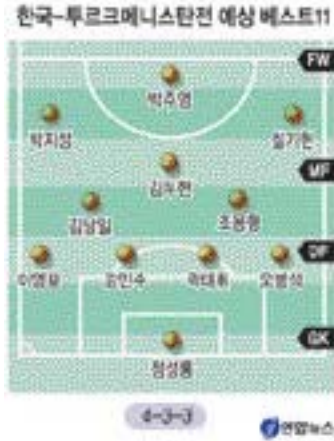 한국-투르크메니스탄전 예상 베스트11
FW
박주영
박지성
설기현
MF
김두현
김남일
조용형
DF
이영표
강민수
곽태휘
오범석
GK
정성룡
4-3-3
연합뉴스